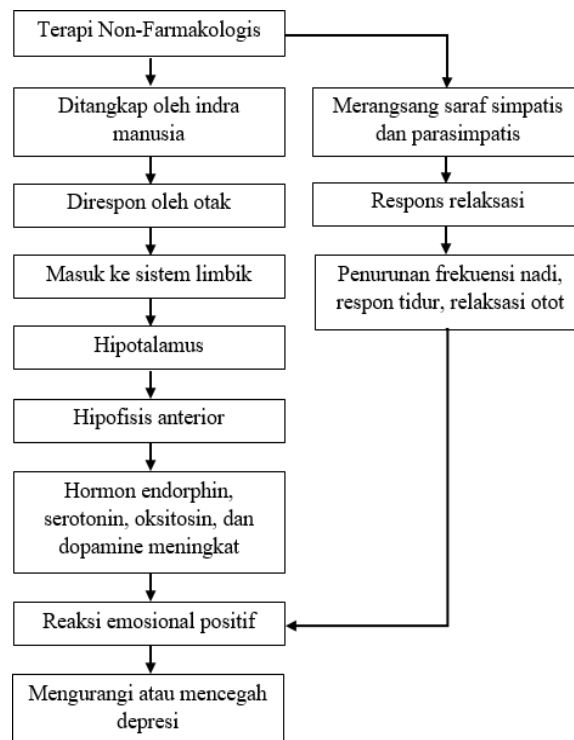 Terapi Non-Farmakologis
Ditangkap oleh indra
manusia
Direspon oleh otak
Masuk ke sistem limbik
Hipotalamus
Hipofisis anterior
Hormon endorphin,
serotonin, oksitosin, dan
dopamine meningkat
Reaksi emosional positif
Mengurangi atau mencegah
depresi
Merangsang saraf simpatis
dan parasimpatis
Respons relaksasi
Penurunan frekuensi nadi,
respon tidur, relaksasi otot